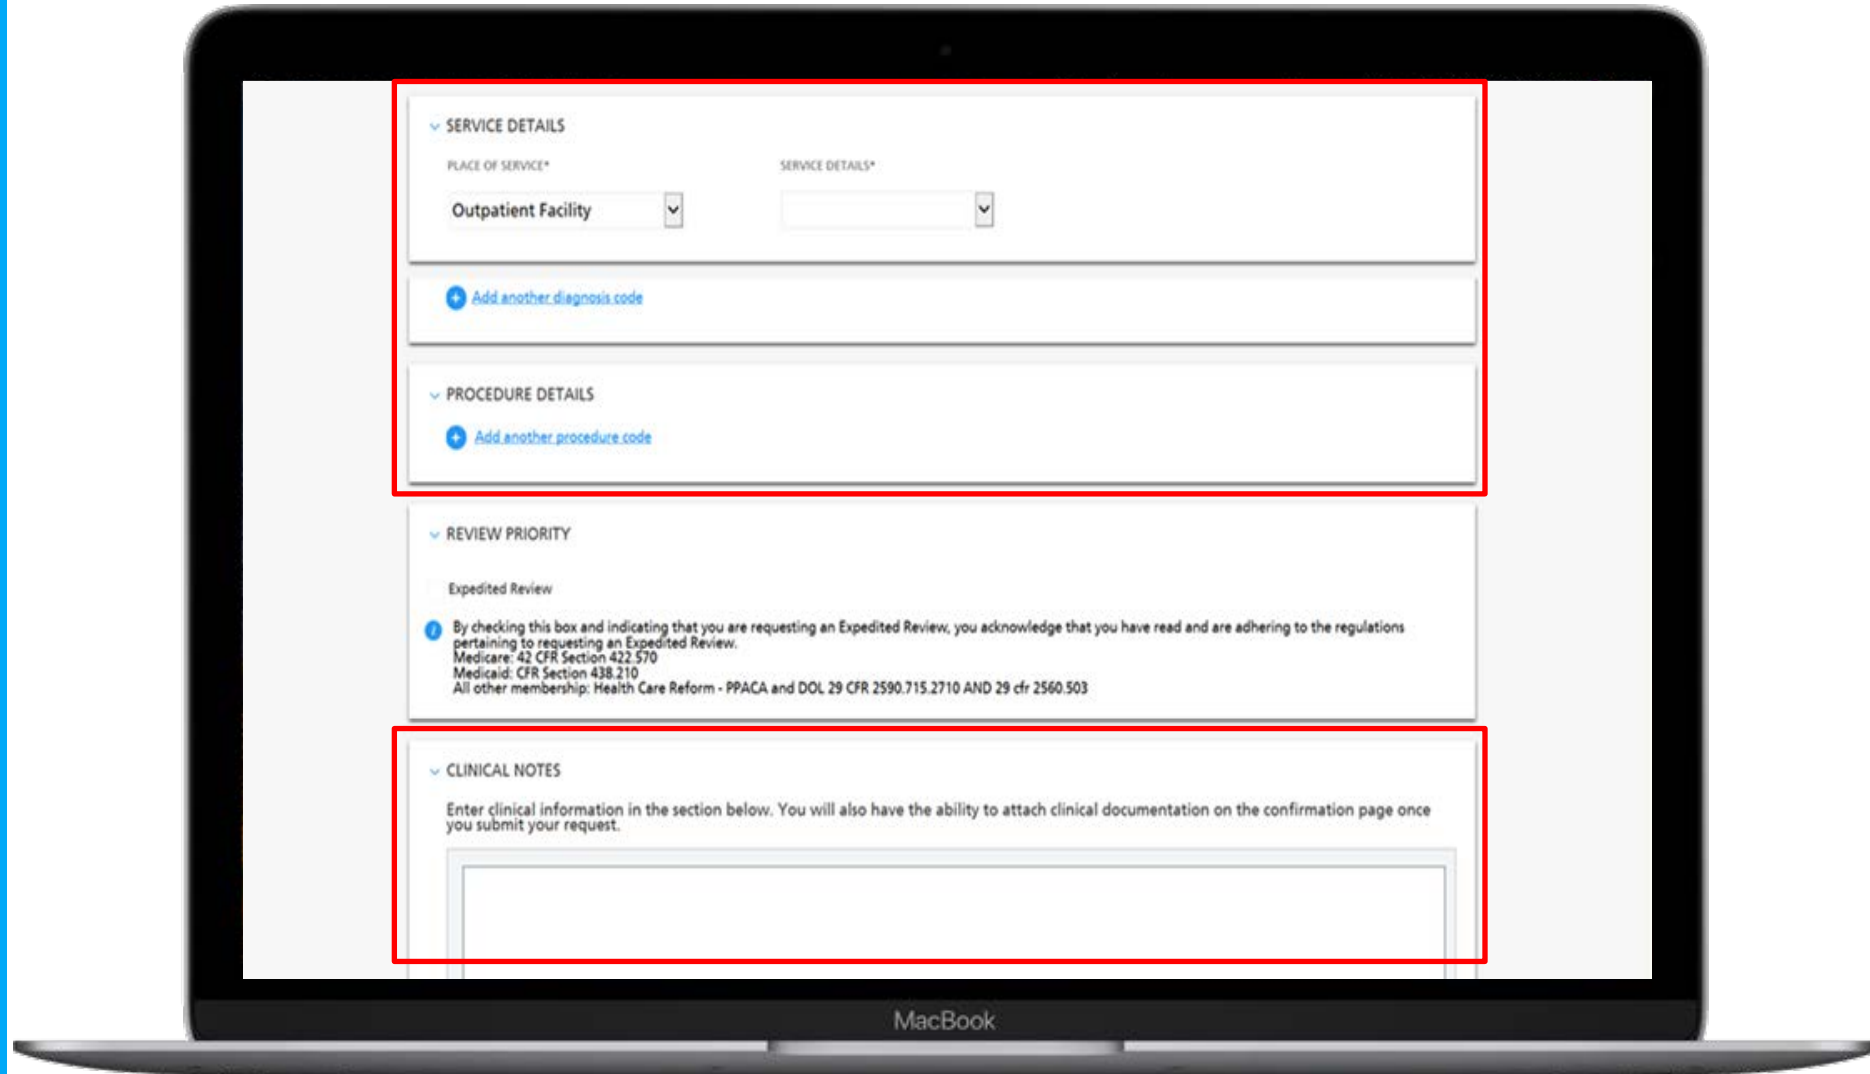 SERVICE DETAILS
PLACE OF SERVICE* SERVICE DETAILS*
Outpatient Facility
Add another diagnosis code
PROCEDURE DETAILS
Add another procedure code
REVIEW PRIORITY
Expedited Review
By checking this box and indicating that you are requesting an Expedited Review, you acknowledge that you have read and are adhering to the regulations
pertaining to requesting an Expedited Review.
Medicare: 42 CFR Section 422.570
Medicaid: CFR Section 438.210
All other membership: Health Care Reform - PPACA and DOL 29 CFR 2590.715.2710 AND 29 cfr 2560.503
CLINICAL NOTES
Enter clinical information in the section below. You will also have the ability to attach clinical documentation on the confirmation page once
you submit your request.
MacBook